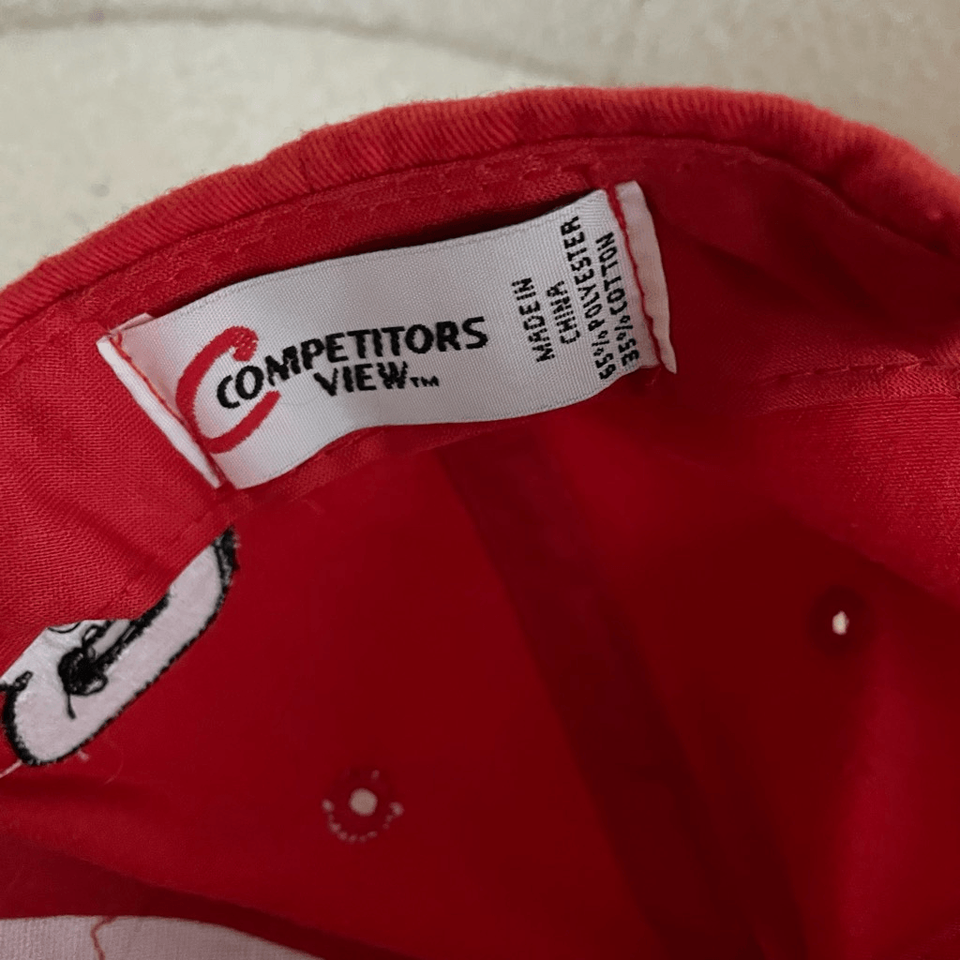 COMPETITORS
VIEW™
MADE IN
CHINA
65% POLYESTER
35% COTTON